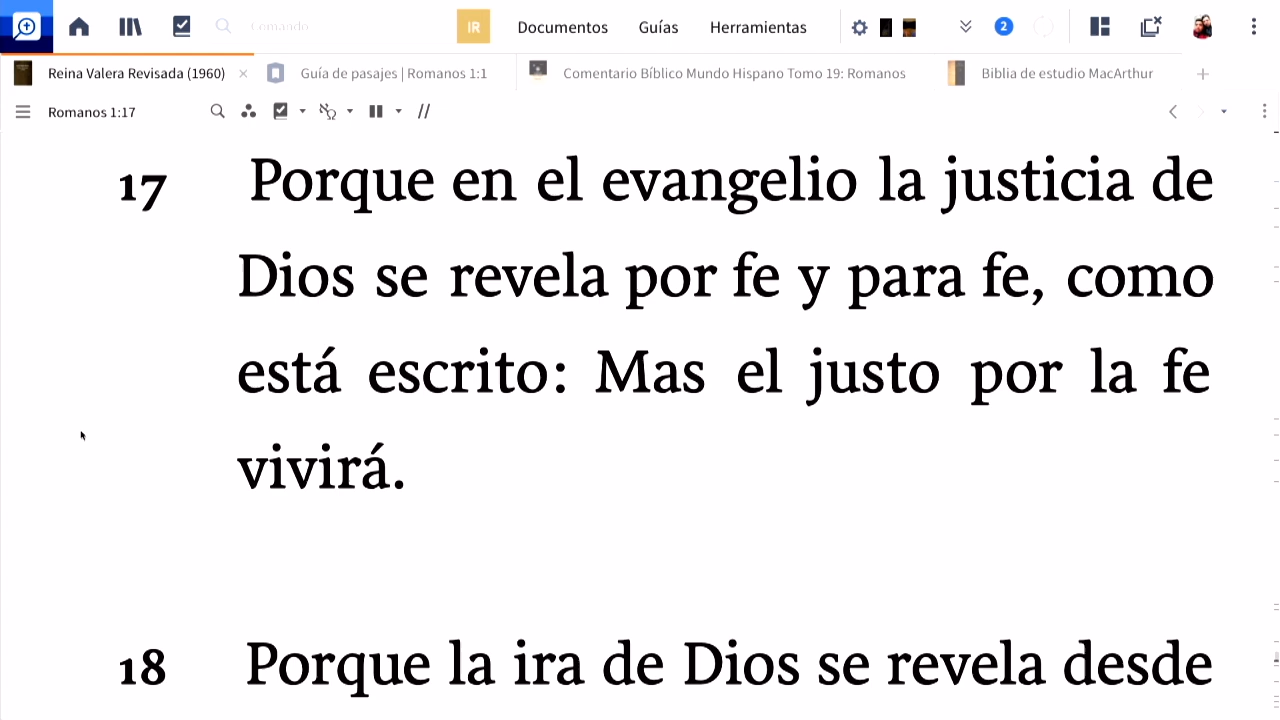 Comando
IR
Documentos
Guías
Herramientas
2
Reina Valera Revisada (1960)
Guía de pasajes | Romanos 1:1
Comentario Bíblico Mundo Hispano Tomo 19: Romanos
Biblia de estudio MacArthur
Romanos 1:17
17 Porque en el evangelio la justicia de
Dios se revela por fe y para fe, como
está escrito: Mas el justo por la fe
vivirá.
18 Porque la ira de Dios se revela desde